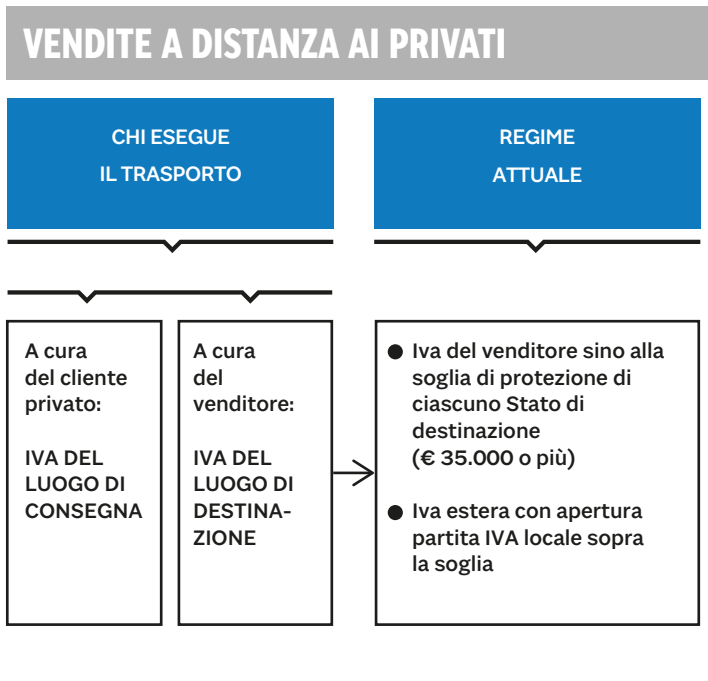 VENDITE A DISTANZA AI PRIVATI
CHI ESEGUE
IL TRASPORTO
REGIME
ATTUALE
A cura
del cliente
privato:
IVA DEL
LUOGO DI
CONSEGNA
A cura
del
venditore:
IVA DEL
LUOGO DI
DESTINA-
ZIONE
● Iva del venditore sino alla
soglia di protezione di
ciascuno Stato di
destinazione
(€ 35.000 o più)
● Iva estera con apertura
partita IVA locale sopra
la soglia